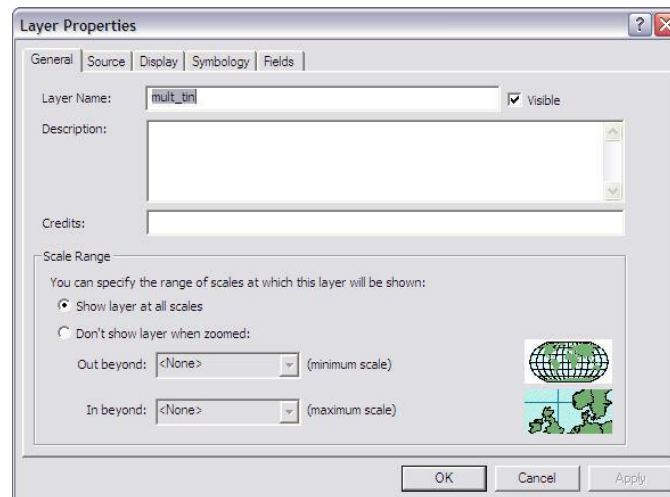 Layer Properties
?
General Source Display Symbology Fields
Layer Name: mult_tin Visible
Description:
Credits:
Scale Range
You can specify the range of scales at which this layer will be shown:
Show layer at all scales
Don't show layer when zoomed:
Out beyond: <None> (minimum scale)
In beyond: <None> (maximum scale)
OK Cancel Apply